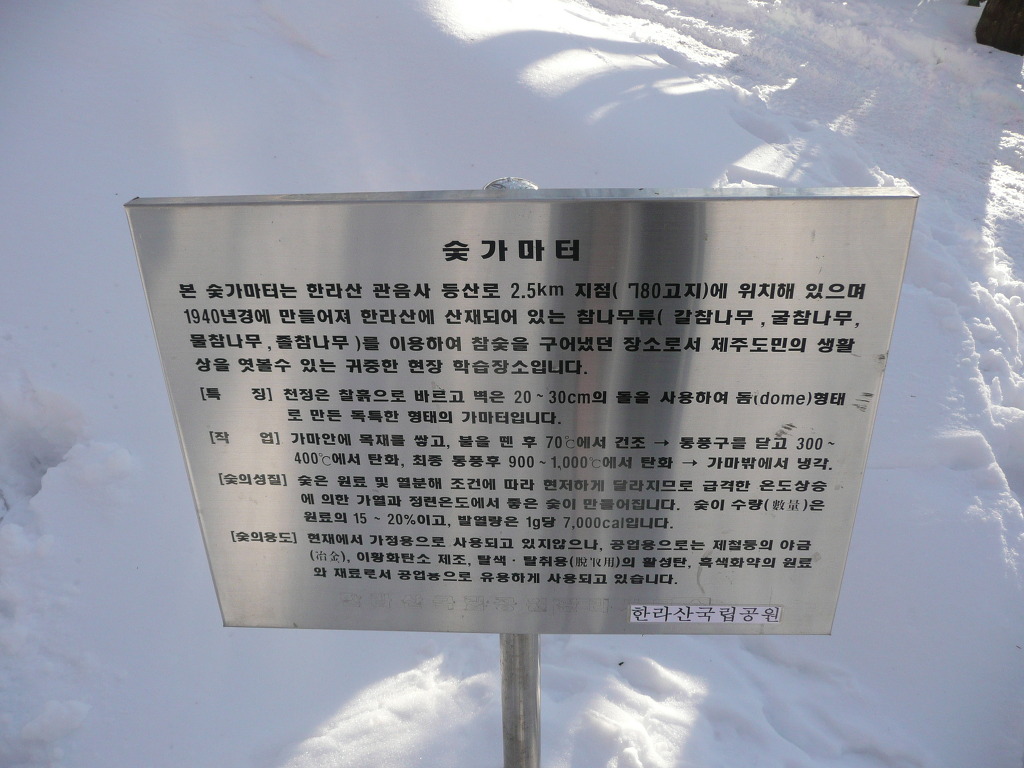 숯가마터
본 숯가마터는 한라산 관음사 등산로 2.5km 지점( 780고지)에 위치해 있으며
1940년경에 만들어져 한라산에 산재되어 있는 참나무류( 갈참나무 , 굴참나무,
물참나무 , 졸참나무 )를 이용하여 참숯을 구어냈던 장소로서 제주도민의 생활
상을 엿볼수 있는 귀중한 현장 학습장소입니다.
[특 징] 천정은 찰흙으로 바르고 벽은 20 ~ 30cm의 돌을 사용하여 돔(dome)형태
로 만든 독특한 형태의 가마터입니다.
[작 업] 가마안에 목재를 쌓고, 불을 뗀 후 70℃에서 건조 → 통풍구를 닫고 300 ~
400℃에서 탄화, 최종 통풍후 900 ~ 1,000℃에서 탄화 → 가마밖에서 냉각.
[숯의성질] 숯은 원료 및 열분해 조건에 따라 현저하게 달라지므로 급격한 온도상승
에 의한 가열과 정련온도에서 좋은 숯이 만들어집니다. 숯이 수량(數量)은
원료의 15 ~ 20%이고, 발열량은 1g당 7,000cal입니다.
[숯의용도] 현재에서 가정용으로 사용되고 있지않으나, 공업용으로는 제철등의 야금
(冶金), 이황화탄소 제조, 탈색 · 탈취용(脫臭用)의 활성탄, 흑색화약의 원료
와 재료로서 공업용으로 유용하게 사용되고 있습니다.
한라산국립공원